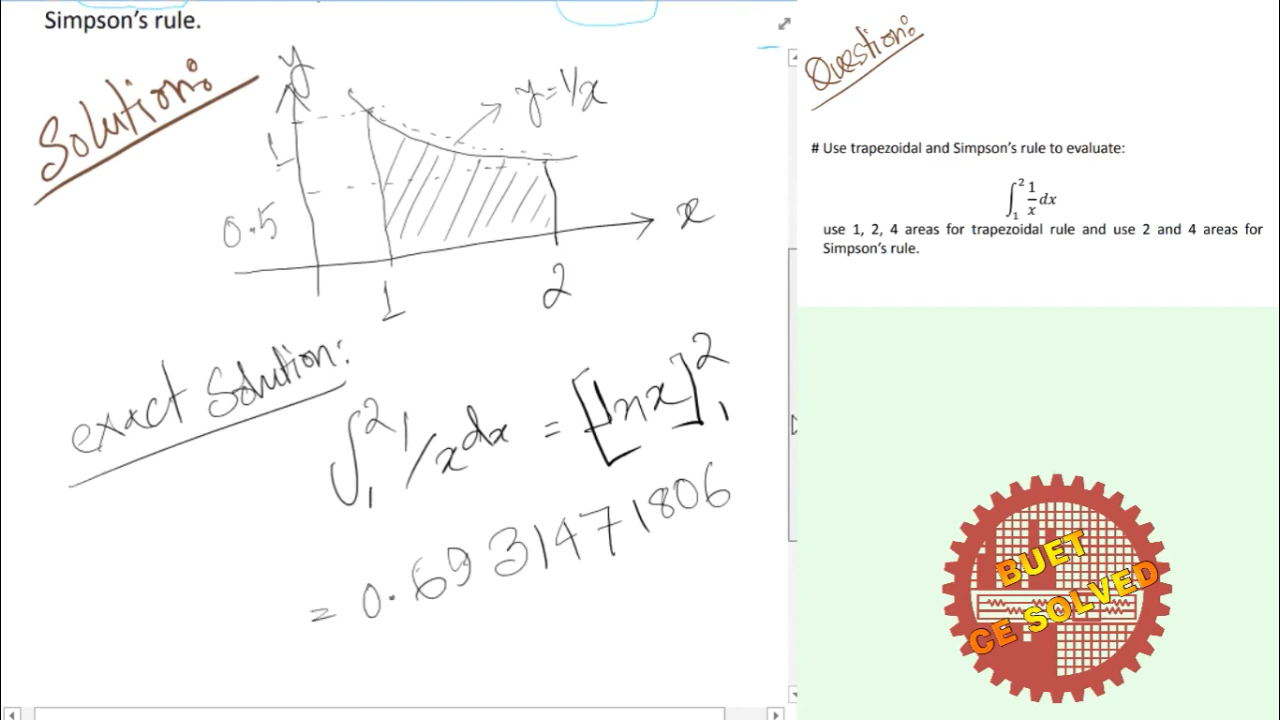 Simpson's rule.
Solution:
y
1
0.5
y=1/x
x
1
2
exact Solution:
∫₁² 1/x dx = [ln x]₁²
= 0.6931471806
Question:
# Use trapezoidal and Simpson's rule to evaluate:
∫₁² 1/x dx
use 1, 2, 4 areas for trapezoidal rule and use 2 and 4 areas for
Simpson's rule.
BUET
CE SOLVED